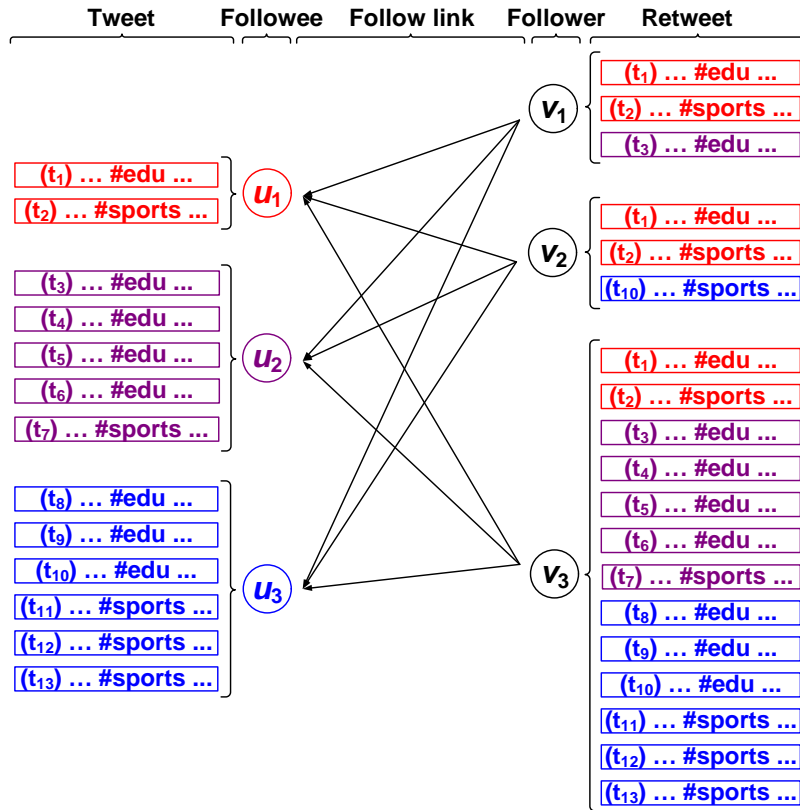 Tweet Followee Follow link Follower Retweet
(t1) … #edu ...
(t2) … #sports ...
u1
(t3) … #edu ...
(t4) … #edu ...
(t5) … #edu ...
(t6) … #edu ...
(t7) … #sports ...
u2
(t8) … #edu ...
(t9) … #edu ...
(t10) … #edu ...
(t11) … #sports ...
(t12) … #sports ...
(t13) … #sports ...
u3
v1
(t1) … #edu ...
(t2) … #sports ...
(t3) … #edu ...
v2
(t1) … #edu ...
(t2) … #sports ...
(t10) … #sports ...
v3
(t1) … #edu ...
(t2) … #sports ...
(t3) … #edu ...
(t4) … #edu ...
(t5) … #edu ...
(t6) … #edu ...
(t7) … #sports ...
(t8) … #edu ...
(t9) … #edu ...
(t10) … #edu ...
(t11) … #sports ...
(t12) … #sports ...
(t13) … #sports ...